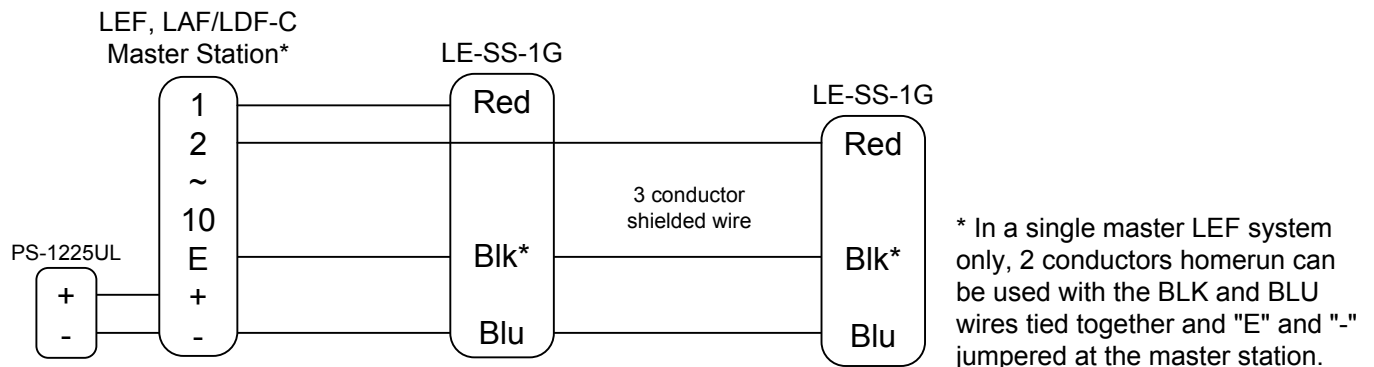 LEF, LAF/LDF-C
Master Station*
LE-SS-1G
LE-SS-1G
1
2
~
10
E
+
-
Red
Blk*
Blu
Red
Blk*
Blu
3 conductor
shielded wire
PS-1225UL
+
-
* In a single master LEF system
only, 2 conductors homerun can
be used with the BLK and BLU
wires tied together and "E" and "-"
jumpered at the master station.